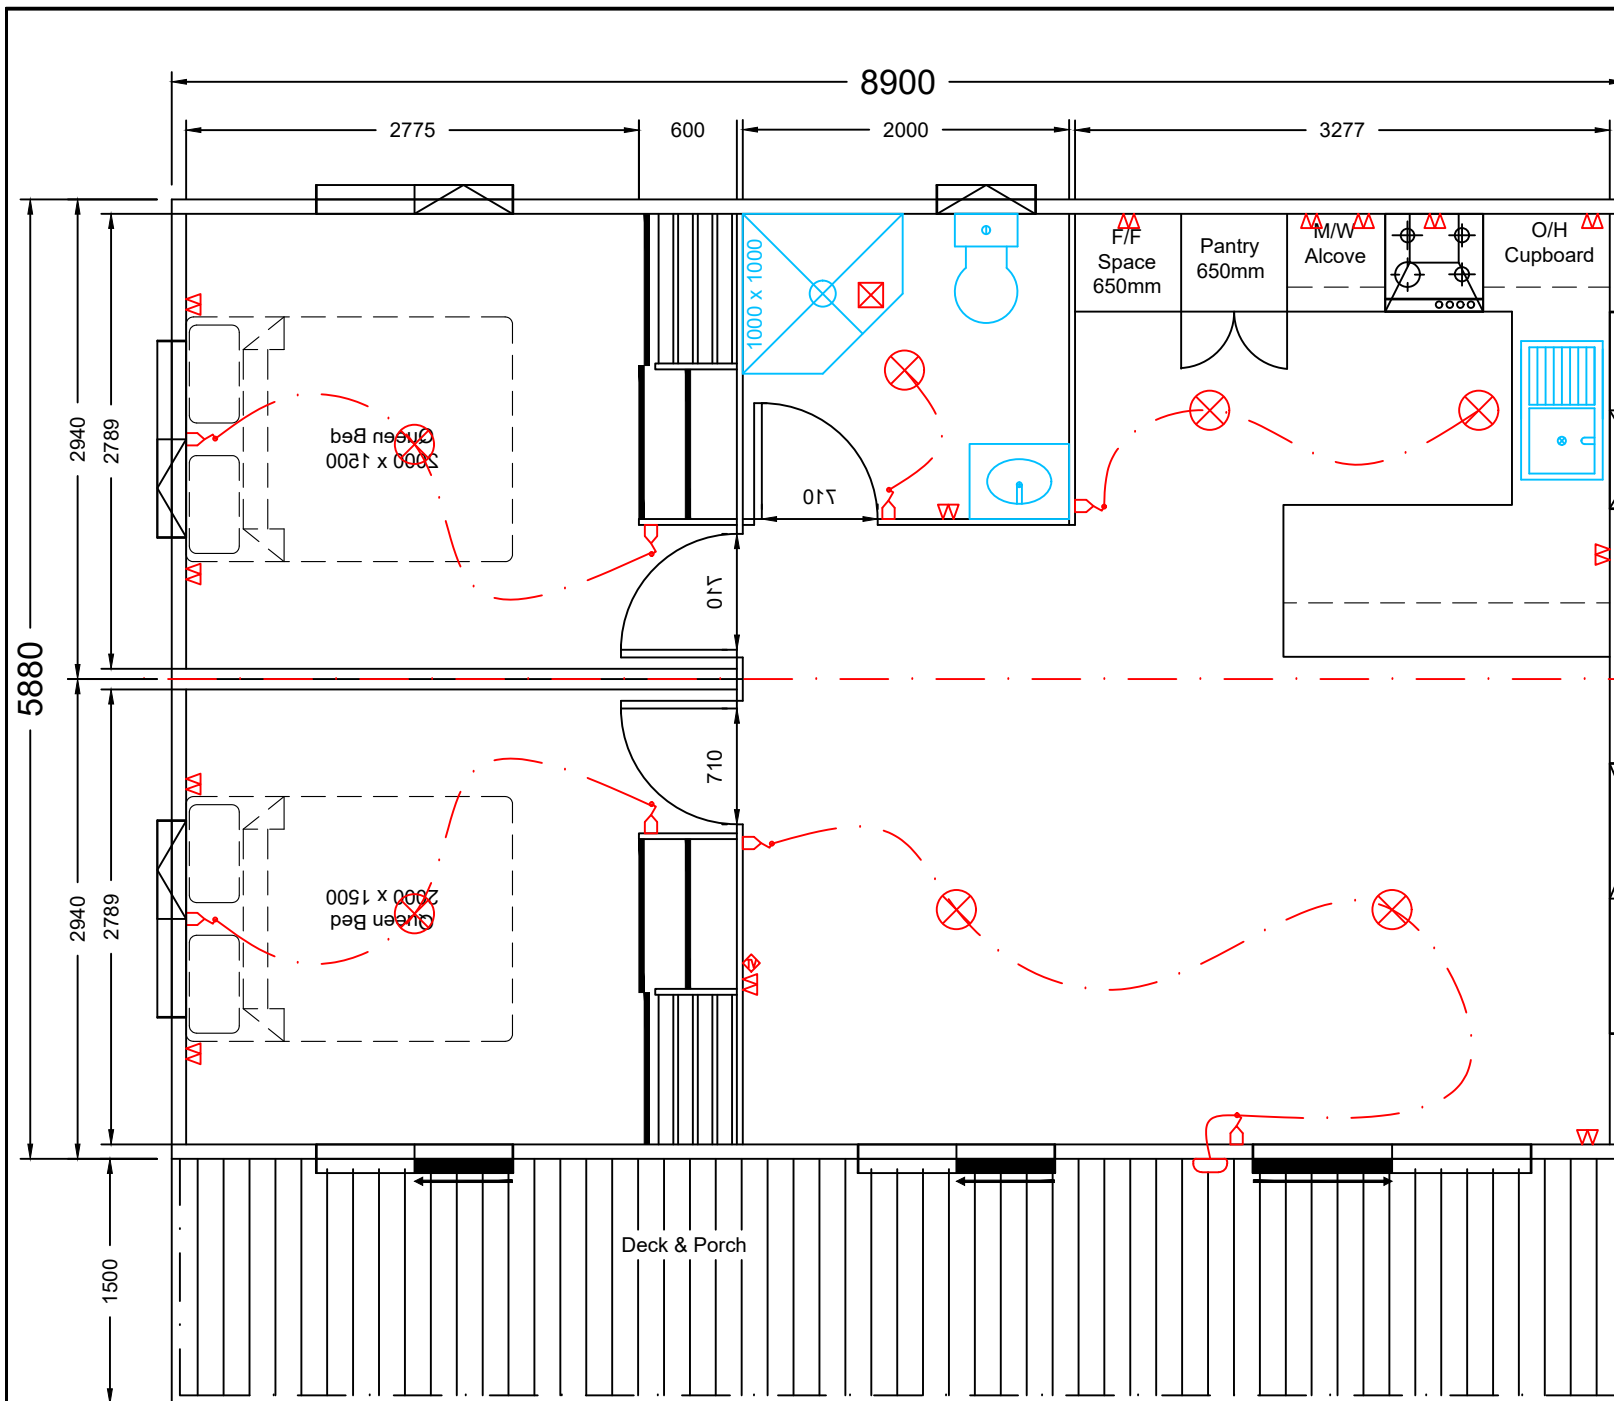 8900
2775
600
2000
3277
5880
2940
2789
2940
2789
1500
1000 x 1000
F/F
Space
650mm
Pantry
650mm
M/W
Alcove
O/H
Cupboard
Queen Bed
2000 x 1500
710
710
710
2000 x 1500
Queen Bed
Deck & Porch